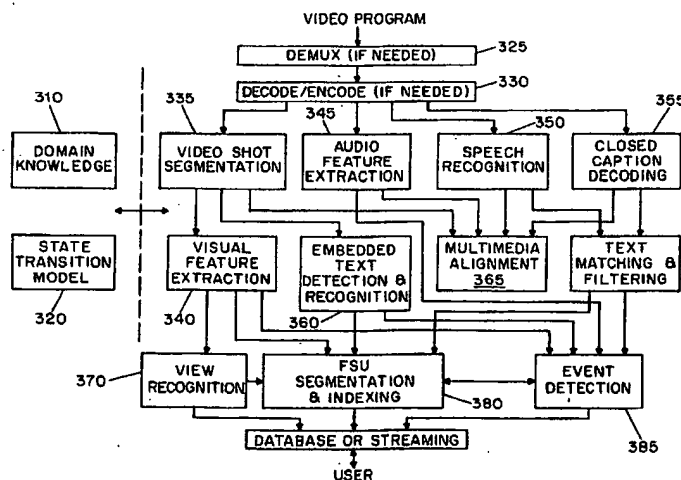 VIDEO PROGRAM
DEMUX (IF NEEDED)
325
DECODE/ENCODE (IF NEEDED)
330
310
335
345
350
355
DOMAIN
KNOWLEDGE
VIDEO SHOT
SEGMENTATION
AUDIO
FEATURE
EXTRACTION
SPEECH
RECOGNITION
CLOSED
CAPTION
DECODING
STATE
TRANSITION
MODEL
320
VISUAL
FEATURE
EXTRACTION
340
EMBEDDED
TEXT
DETECTION &
RECOGNITION
360
MULTIMEDIA
ALIGNMENT
365
TEXT
MATCHING &
FILTERING
370
VIEW
RECOGNITION
FSU
SEGMENTATION
& INDEXING
380
EVENT
DETECTION
385
DATABASE OR STREAMING
USER